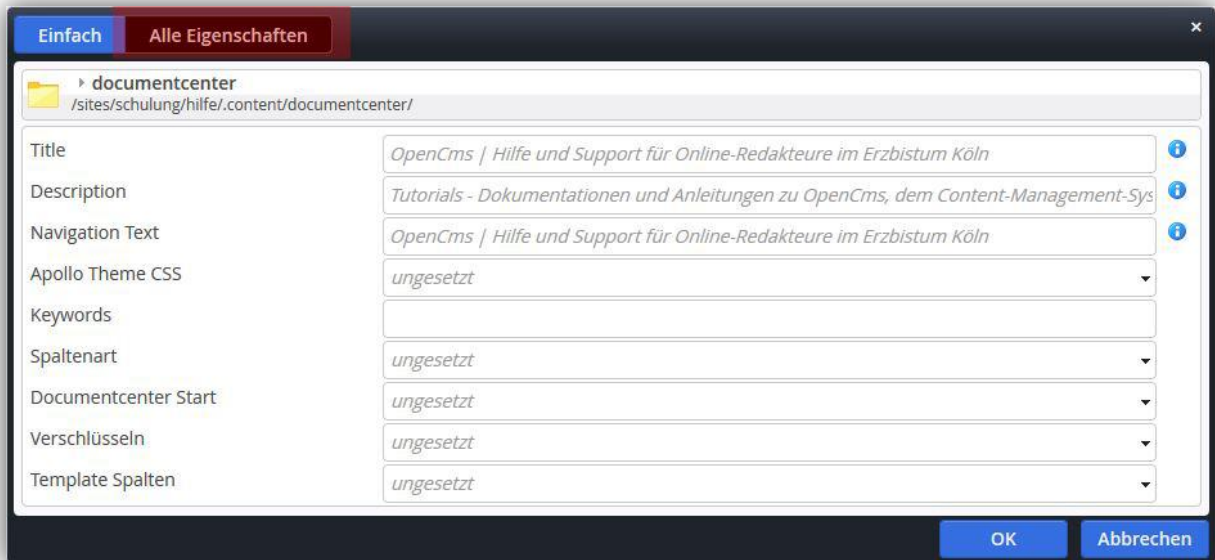 Einfach Alle Eigenschaften
documentcenter
/sites/schulung/hilfe/.content/documentcenter/
Title OpenCms | Hilfe und Support für Online-Redakteure im Erzbistum Köln
Description Tutorials - Dokumentationen und Anleitungen zu OpenCms, dem Content-Management-Sys
Navigation Text OpenCms | Hilfe und Support für Online-Redakteure im Erzbistum Köln
Apollo Theme CSS ungesetzt
Keywords
Spaltenart ungesetzt
Documentcenter Start ungesetzt
Verschlüsseln ungesetzt
Template Spalten ungesetzt
OK Abbrechen